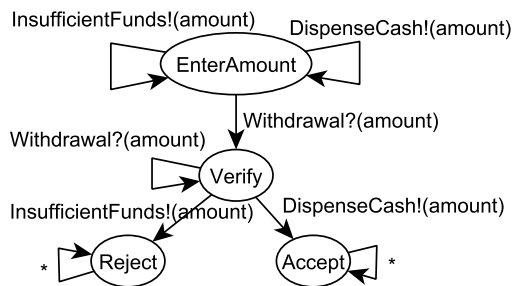 InsufficientFunds!(amount)
DispenseCash!(amount)
EnterAmount
Withdrawal?(amount)
Withdrawal?(amount)
Verify
InsufficientFunds!(amount)
DispenseCash!(amount)
* Reject
Accept *